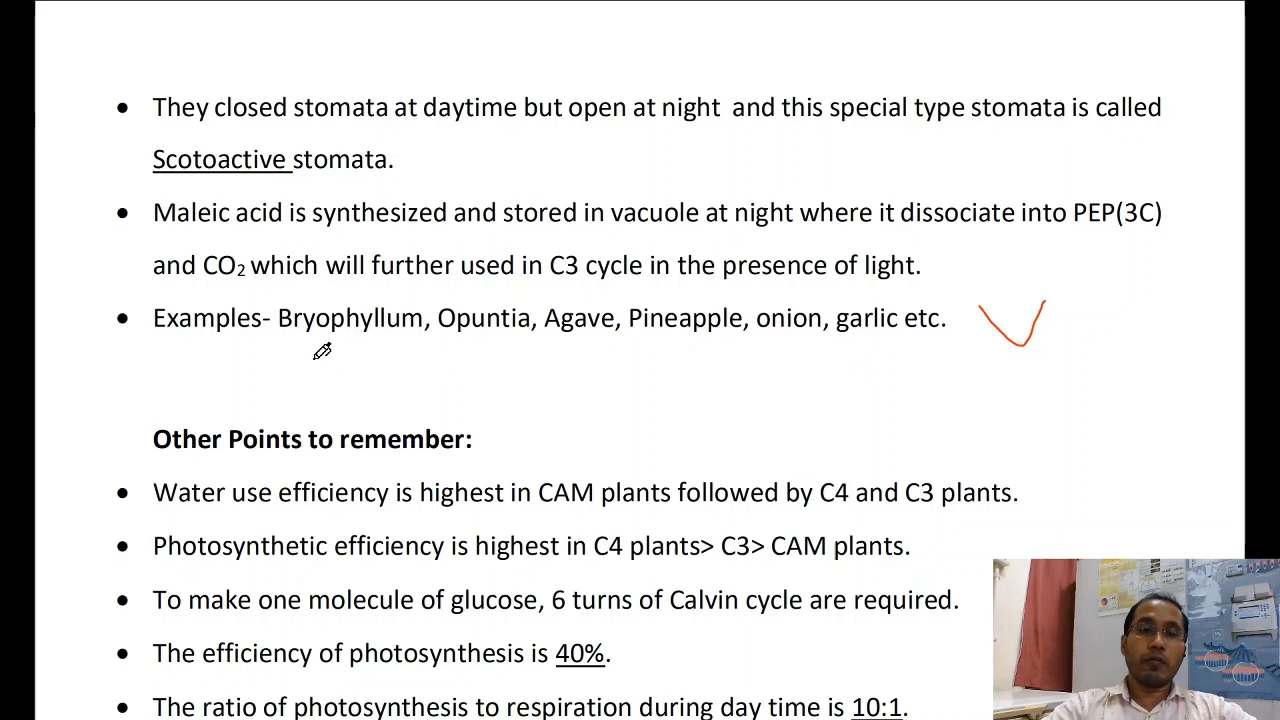 • They closed stomata at daytime but open at night and this special type stomata is called
Scotoactive stomata.
• Maleic acid is synthesized and stored in vacuole at night where it dissociate into PEP(3C)
and CO₂ which will further used in C3 cycle in the presence of light.
• Examples- Bryophyllum, Opuntia, Agave, Pineapple, onion, garlic etc.
Other Points to remember:
• Water use efficiency is highest in CAM plants followed by C4 and C3 plants.
• Photosynthetic efficiency is highest in C4 plants> C3> CAM plants.
• To make one molecule of glucose, 6 turns of Calvin cycle are required.
• The efficiency of photosynthesis is 40%.
• The ratio of photosynthesis to respiration during day time is 10:1.